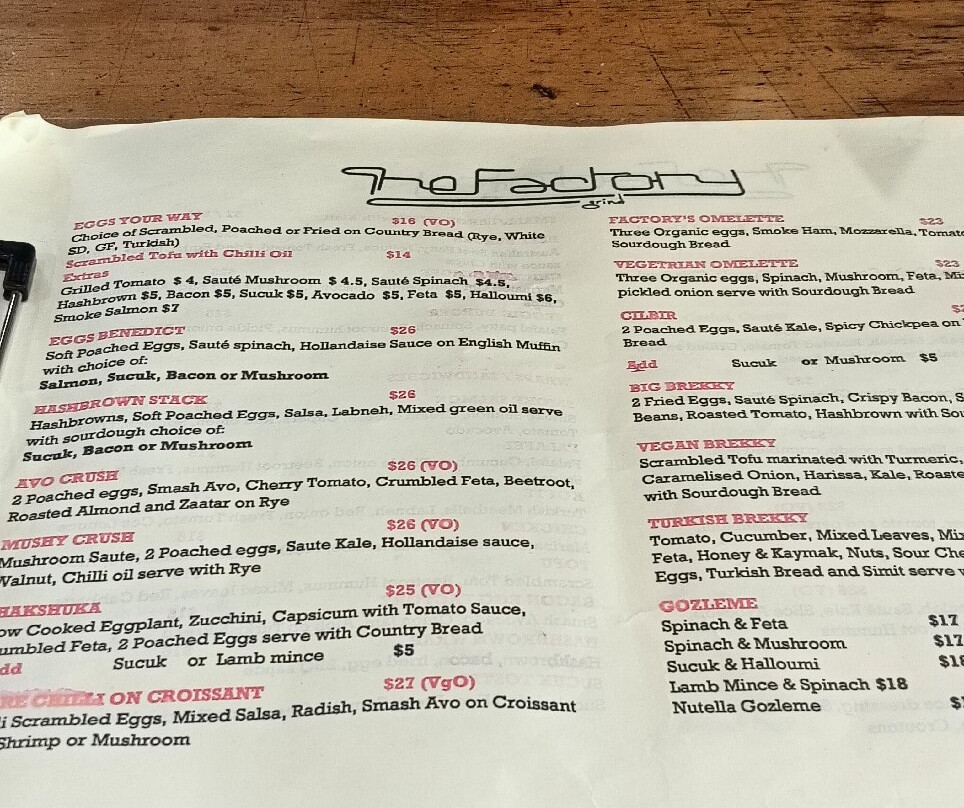 The Factory
grind
EGGS YOUR WAY $16 (VO)
Choice of Scrambled, Poached or Fried on Country Bread (Rye, White
SD, GF, Turkish)
Scrambled Tofu with Chilli Oil $14
Extras
Grilled Tomato $ 4, Sauté Mushroom $ 4.5, Sauté Spinach $4.5,
Hashbrown $5, Bacon $5, Sucuk $5, Avocado $5, Feta $5, Halloumi $6,
Smoke Salmon $7
EGGS BENEDICT $26
Soft Poached Eggs, Sauté spinach, Hollandaise Sauce on English Muffin
with choice of:
Salmon, Sucuk, Bacon or Mushroom
HASHBROWN STACK $26
Hashbrowns, Soft Poached Eggs, Salsa, Labneh, Mixed green oil serve
with sourdough choice of:
Sucuk, Bacon or Mushroom
AVO CRUSH $26 (VO)
2 Poached eggs, Smash Avo, Cherry Tomato, Crumbled Feta, Beetroot,
Roasted Almond and Zaatar on Rye
MUSHY CRUSH $26 (VO)
Mushroom Saute, 2 Poached eggs, Saute Kale, Hollandaise sauce,
Walnut, Chilli oil serve with Rye
HAKSHUKA $25 (VO)
ow Cooked Eggplant, Zucchini, Capsicum with Tomato Sauce,
umbled Feta, 2 Poached Eggs serve with Country Bread
dd Sucuk or Lamb mince $5
RE CHILLI ON CROISSANT $27 (VgO)
li Scrambled Eggs, Mixed Salsa, Radish, Smash Avo on Croissant
Shrimp or Mushroom
FACTORY'S OMELETTE $23
Three Organic eggs, Smoke Ham, Mozzarella, Tomato
Sourdough Bread
VEGETRIAN OMELETTE $23
Three Organic eggs, Spinach, Mushroom, Feta, Mi
pickled onion serve with Sourdough Bread
CILBIR
2 Poached Eggs, Sauté Kale, Spicy Chickpea on
Bread
Add Sucuk or Mushroom $5
BIG BREKKY
2 Fried Eggs, Sauté Spinach, Crispy Bacon, S
Beans, Roasted Tomato, Hashbrown with Sou
VEGAN BREKKY
Scrambled Tofu marinated with Turmeric,
Caramelised Onion, Harissa, Kale, Roaste
with Sourdough Bread
TURKISH BREKKY
Tomato, Cucumber, Mixed Leaves, Mix
Feta, Honey & Kaymak, Nuts, Sour Che
Eggs, Turkish Bread and Simit serve w
GOZLEME
Spinach & Feta $17
Spinach & Mushroom $17
Sucuk & Halloumi $18
Lamb Mince & Spinach $18
Nutella Gozleme